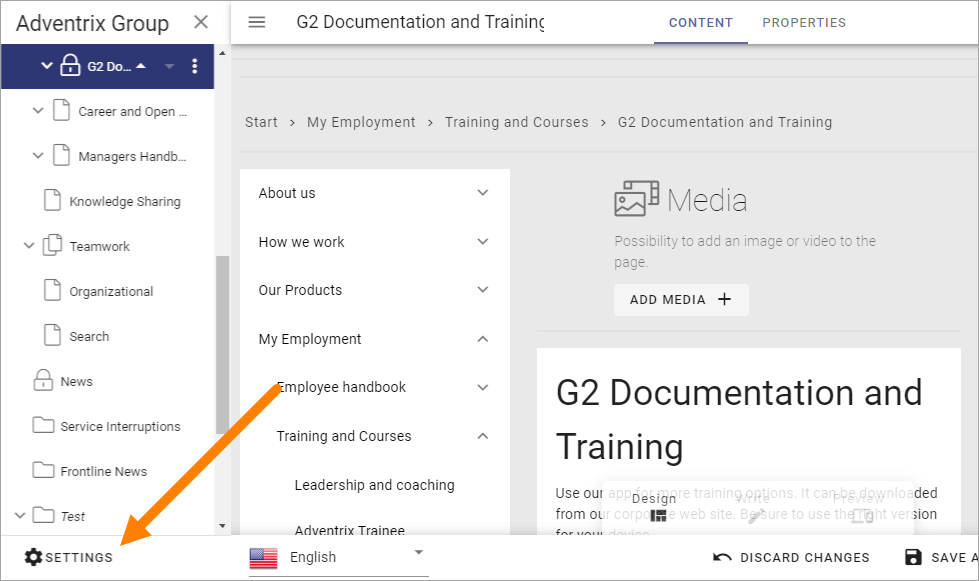 Adventrix Group
G2 Documentation and Training
CONTENT
PROPERTIES
G2 Do...
Career and Open ...
Managers Handb...
Knowledge Sharing
Teamwork
Organizational
Search
News
Service Interruptions
Frontline News
Test
SETTINGS
Start > My Employment > Training and Courses > G2 Documentation and Training
About us
How we work
Our Products
My Employment
Employee handbook
Training and Courses
Leadership and coaching
Adventrix Trainee
Media
Possibility to add an image or video to the
page.
ADD MEDIA +
G2 Documentation and
Training
Use our app for more training options. It can be downloaded
from our corporate web site. Be sure to use the right version
for your device.
Design
Write
Preview
English
DISCARD CHANGES
SAVE A